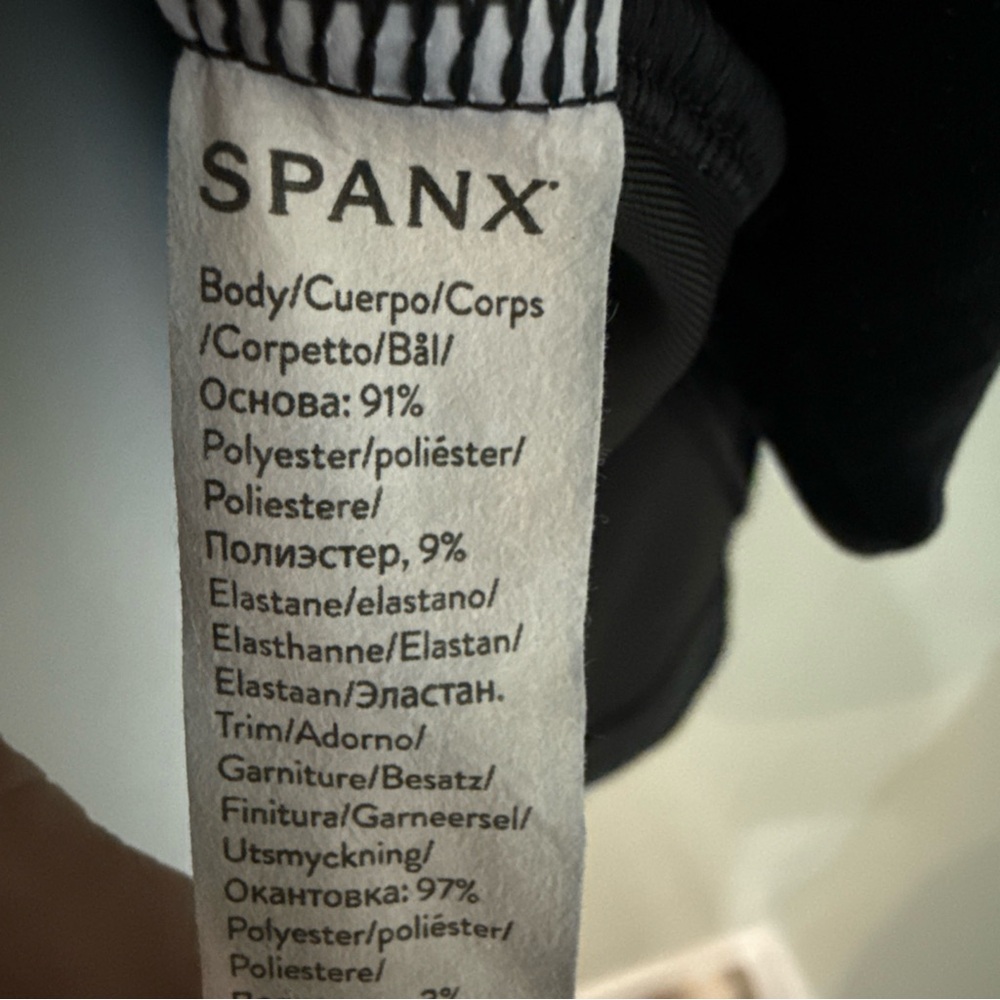 SPANX
Body/Cuerpo/Corps
/Corpetto/Bål/
Основа: 91%
Polyester/poliéster/
Poliestere/
Полиэстер, 9%
Elastane/elastano/
Elasthanne/Elastan/
Elastaan/Эластан.
Trim/Adorno/
Garniture/Besatz/
Finitura/Garneersel/
Utsmyckning/
Окантовка: 97%
Polyester/poliéster/
Poliestere/